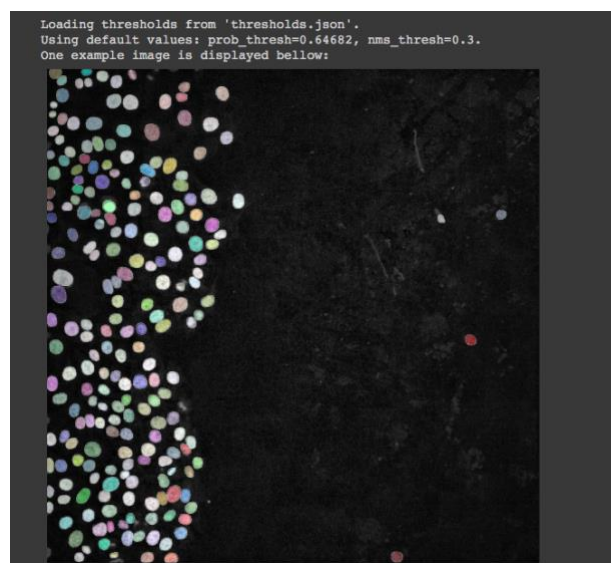 Loading thresholds from 'thresholds.json'.
Using default values: prob_thresh=0.64682, nms_thresh=0.3.
One example image is displayed bellow: